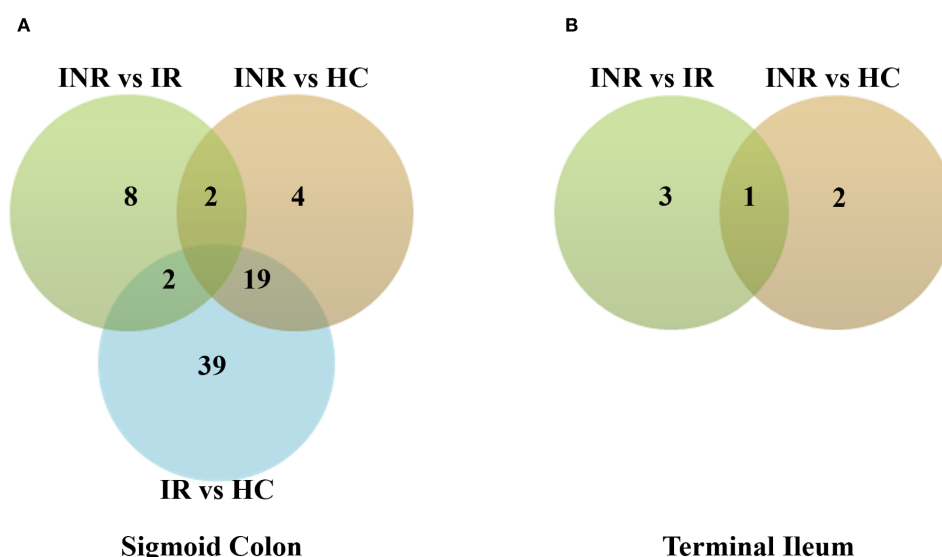 A
B
INR vs IR
INR vs HC
INR vs IR
INR vs HC
8
2
4
3
1
2
2
19
39
IR vs HC
Sigmoid Colon
Terminal Ileum